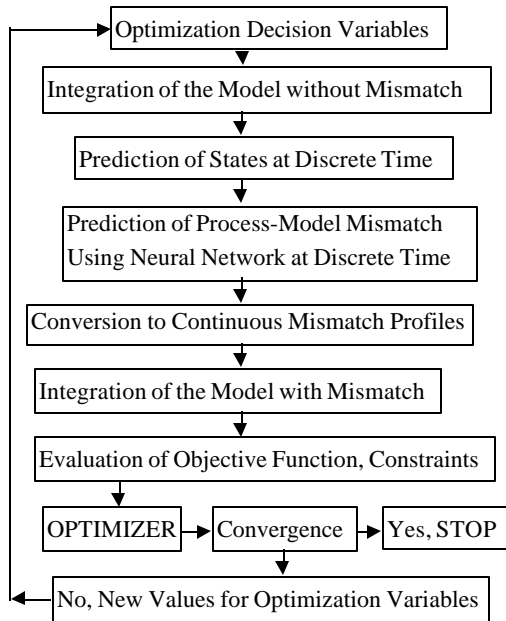 Optimization Decision Variables
Integration of the Model without Mismatch
Prediction of States at Discrete Time
Prediction of Process-Model Mismatch
Using Neural Network at Discrete Time
Conversion to Continuous Mismatch Profiles
Integration of the Model with Mismatch
Evaluation of Objective Function, Constraints
OPTIMIZER Convergence Yes, STOP
No, New Values for Optimization Variables